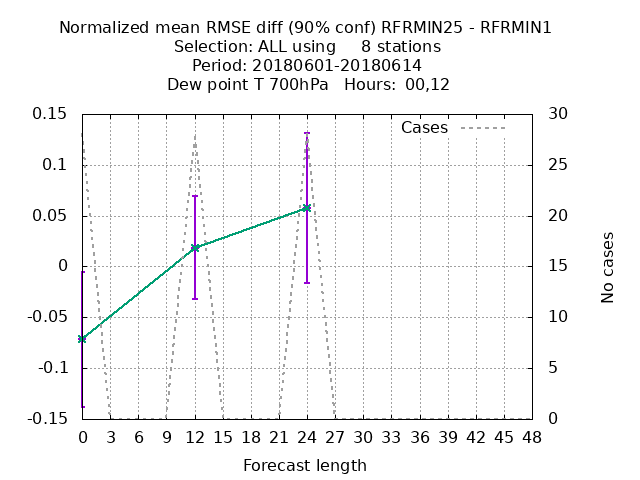 Normalized mean RMSE diff (90% conf) RFRMIN25 - RFRMIN1
Selection: ALL using 8 stations
Period: 20180601-20180614
Dew point T 700hPa Hours: 00,12
Cases
0.15
0.1
0.05
0
-0.05
-0.1
-0.15
30
25
20
15
10
5
0
No cases
0 3 6 9 12 15 18 21 24 27 30 33 36 39 42 45 48
Forecast length